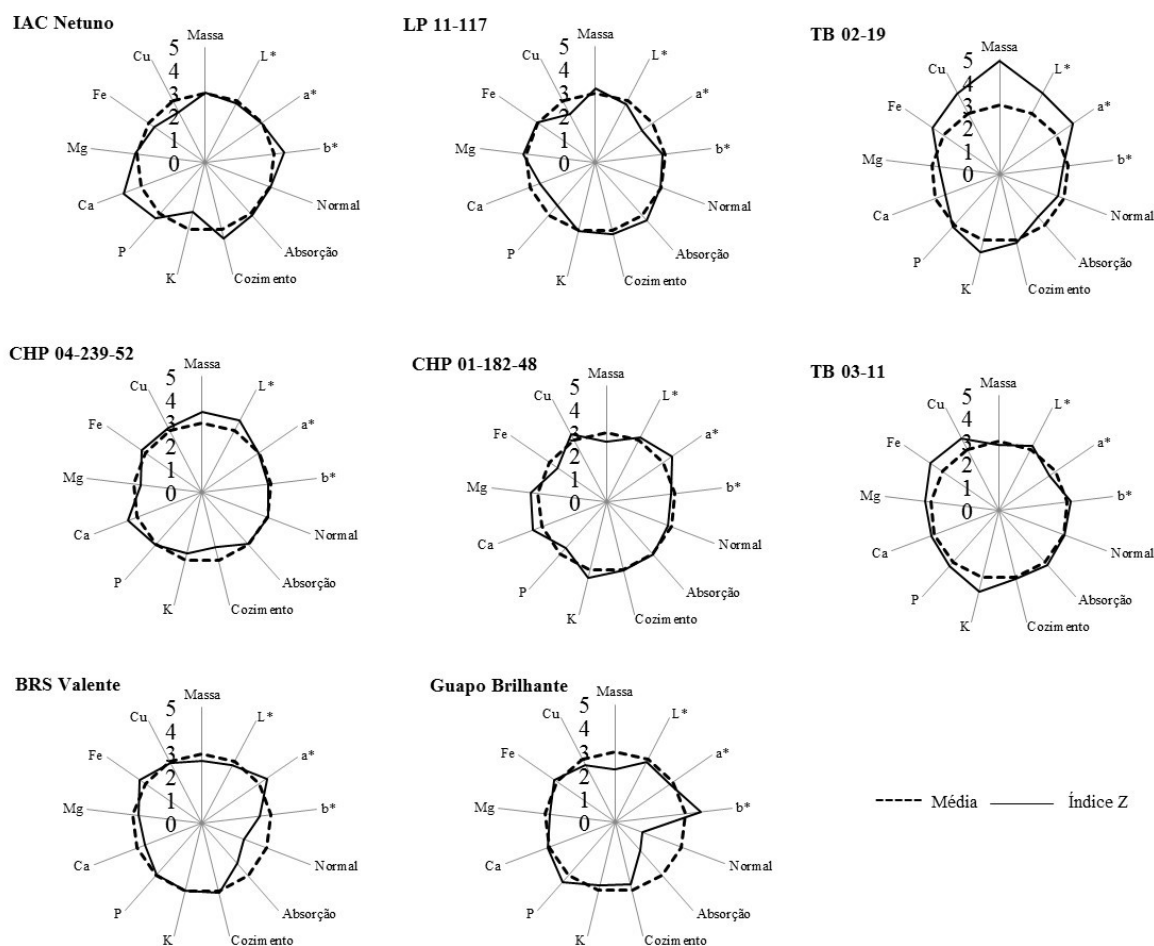 IAC Netuno
Massa
L*
a*
b*
Normal
Absorção
Cozimento
K
P
Ca
Mg
Fe
Cu
5
4
3
2
1
0
LP 11-117
Massa
L*
a*
b*
Normal
Absorção
Cozimento
K
P
Ca
Mg
Fe
Cu
5
4
3
2
1
0
TB 02-19
Massa
L*
a*
b*
Normal
Absorção
Cozimento
K
P
Ca
Mg
Fe
Cu
5
4
3
2
1
0
CHP 04-239-52
Massa
L*
a*
b*
Normal
Absorção
Cozimento
K
P
Ca
Mg
Fe
Cu
5
4
3
2
1
0
CHP 01-182-48
Massa
L*
a*
b*
Normal
Absorção
Cozimento
K
P
Ca
Mg
Fe
Cu
5
4
3
2
1
0
TB 03-11
Massa
L*
a*
b*
Normal
Absorção
Cozimento
K
P
Ca
Mg
Fe
Cu
5
4
3
2
1
0
BRS Valente
Massa
L*
a*
b*
Normal
Absorção
Cozimento
K
P
Ca
Mg
Fe
Cu
5
4
3
2
1
0
Guapo Brilhante
Massa
L*
a*
b*
Normal
Absorção
Cozimento
K
P
Ca
Mg
Fe
Cu
5
4
3
2
1
0
Média Índice Z